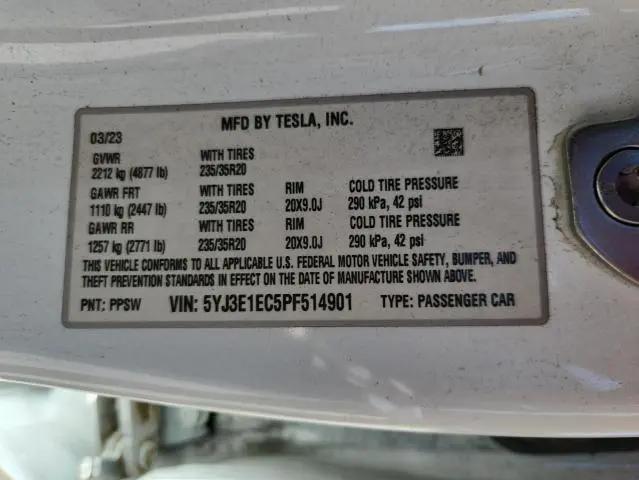 MFD BY TESLA, INC.
03/23
GVWR WITH TIRES
2212 kg (4877 lb) 235/35R20
GAWR FRT WITH TIRES RIM COLD TIRE PRESSURE
1110 kg (2447 lb) 235/35R20 20X9.0J 290 kPa, 42 psi
GAWR RR WITH TIRES RIM COLD TIRE PRESSURE
1257 kg (2771 lb) 235/35R20 20X9.0J 290 kPa, 42 psi
THIS VEHICLE CONFORMS TO ALL APPLICABLE U.S. FEDERAL MOTOR VEHICLE SAFETY, BUMPER, AND
THEFT PREVENTION STANDARDS IN EFFECT ON THE DATE OF MANUFACTURE SHOWN ABOVE.
PNT: PPSW VIN: 5YJ3E1EC5PF514901 TYPE: PASSENGER CAR